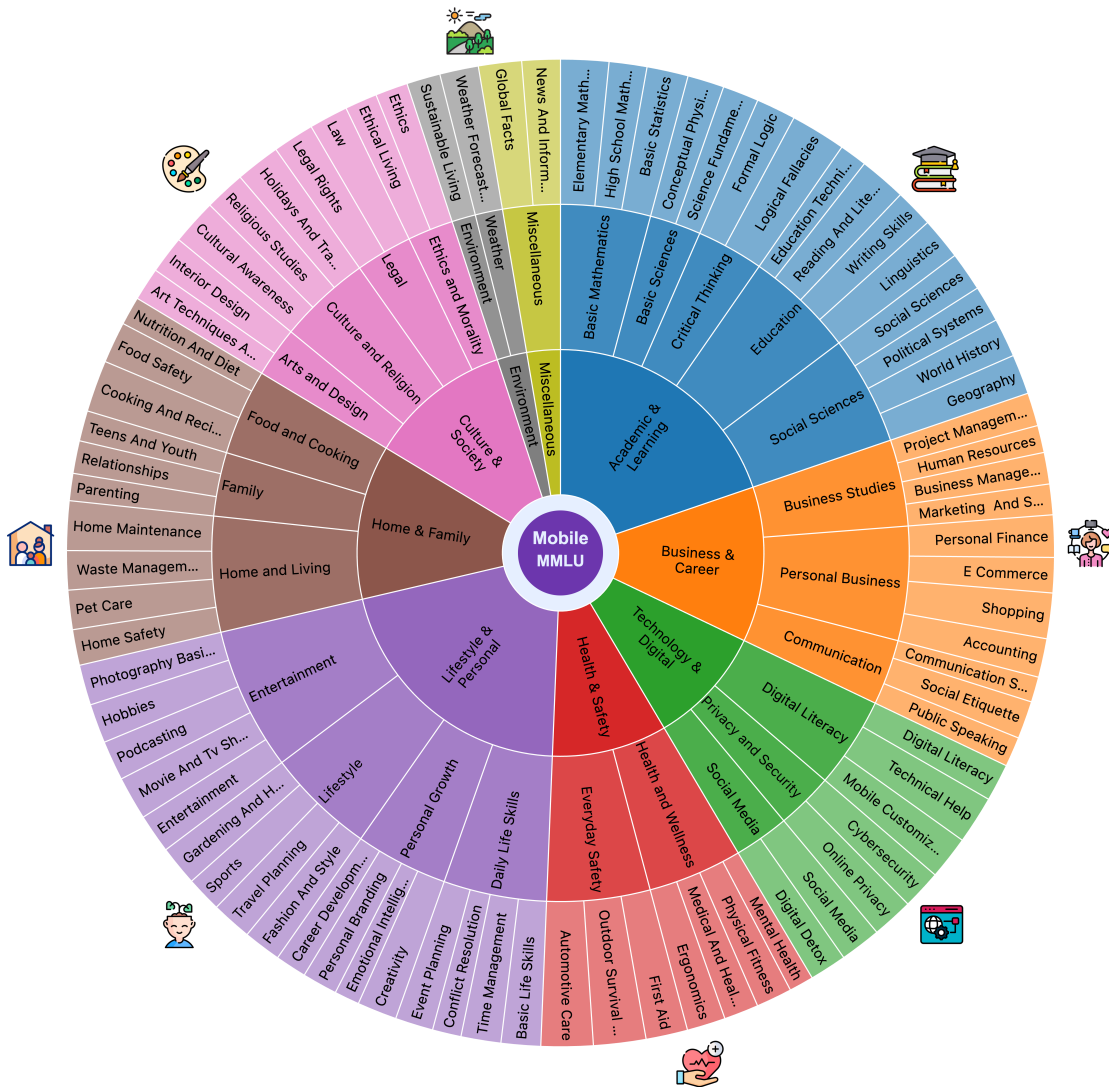 Mobile
MMLU
Academic &
Learning
Business &
Career
Technology &
Digital
Health & Safety
Lifestyle &
Personal
Home & Family
Culture &
Society
Environment
Miscellaneous
Basic Mathematics
Basic Sciences
Critical Thinking
Education
Social Sciences
Business Studies
Personal Business
Communication
Digital Literacy
Privacy and Security
Social Media
Health and Wellness
Everyday Safety
Daily Life Skills
Personal Growth
Lifestyle
Entertainment
Home and Living
Family
Food and Cooking
Arts and Design
Culture and Religion
Legal
Ethics and Morality
Environment
Weather
Miscellaneous
Elementary Math...
High School Math...
Basic Statistics
Conceptual Physi...
Science Fundame...
Formal Logic
Logical Fallacies
Education Techni...
Reading And Lite...
Writing Skills
Linguistics
Social Sciences
Political Systems
World History
Geography
Project Managem...
Human Resources
Business Manage...
Marketing And S...
Personal Finance
E Commerce
Shopping
Accounting
Communication S...
Social Etiquette
Public Speaking
Digital Literacy
Technical Help
Mobile Customiz...
Cybersecurity
Online Privacy
Social Media
Digital Detox
Mental Health
Physical Fitness
Medical And Heal...
Ergonomics
First Aid
Outdoor Survival ...
Automotive Care
Basic Life Skills
Time Management
Conflict Resolution
Event Planning
Creativity
Emotional Intellig...
Personal Branding
Career Developm...
Fashion And Style
Travel Planning
Sports
Gardening And H...
Entertainment
Movie And Tv Sh...
Podcasting
Hobbies
Photography Basi...
Home Safety
Pet Care
Waste Managem...
Home Maintenance
Parenting
Relationships
Teens And Youth
Cooking And Reci...
Food Safety
Nutrition And Diet
Art Techniques A...
Interior Design
Cultural Awareness
Religious Studies
Holidays And Tra...
Legal Rights
Law
Ethical Living
Ethics
Sustainable Living
Weather Forecast...
Global Facts
News And Inform...